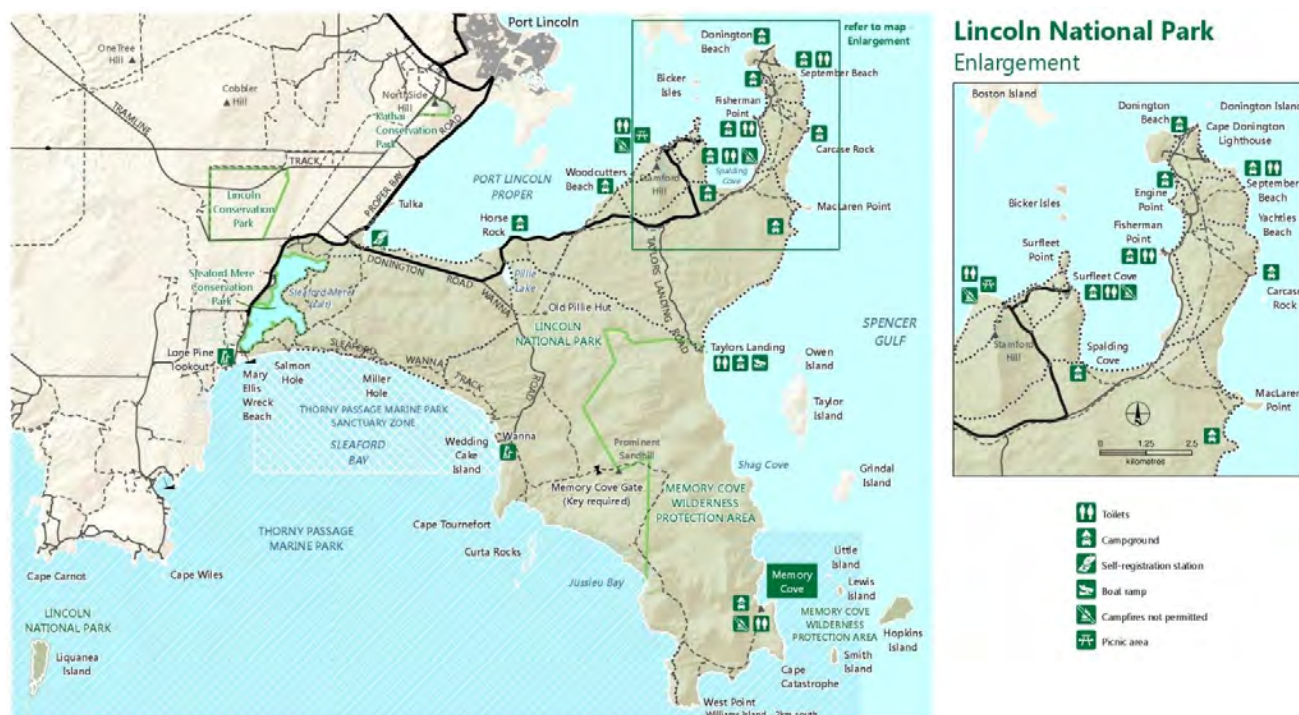 Port Lincoln
OneTree
Hill
Cobbler
Hill
NorthSide
Hill
Kathai
Conservation
Park
TRAMLINE
TRACK
ROAD
PROPER BAY
Lincoln
Conservation
Park
Tulka
Sleaford Mere
Conservation
Park
Sleaford Mere
(Salt)
Lone Pine
lookout
Mary
Ellis
Wreck
Beach
Salmon
Hole
SLEAFORD
WANNA
TRACK
Miller
Hole
THORNY PASSAGE MARINE PARK
SANCTUARY ZONE
SLEAFORD
BAY
Wedding
Cake
Island
Wanna
DONINGTON
ROAD
WANNA
ROAD
Pillie
Lake
Horse
Rock
PORT LINCOLN
PROPER
Woodcutters
Beach
Stamford
Hill
Bicker
Isles
Donington
Beach
refer to map -
Enlargement
September Beach
Fisherman
Point
Spalding
Cove
Carcase Rock
MacLaren Point
TAYLORS LANDING ROAD
Old Pillie Hut
LINCOLN
NATIONAL PARK
Taylors Landing
SPENCER
GULF
Owen
Island
Taylor
Island
Prominent
Sandhill
Memory Cove Gate
(Key required)
Shag Cove
Grindal
Island
MEMORY COVE
WILDERNESS
PROTECTION AREA
THORNY PASSAGE
MARINE PARK
Cape Tournefort
Curta Rocks
Jussieu Bay
Cape Carnot
Cape Wiles
LINCOLN
NATIONAL PARK
Liquanea
Island
Little
Island
Memory
Cove
Lewis
Island
MEMORY COVE
WILDERNESS
PROTECTION AREA
Hopkins
Island
Smith
Island
Cape
Catastrophe
West Point
Williams Island - 2km south
Lincoln National Park
Enlargement
Boston Island
Donington
Beach
Donington Island
Cape Donington
Lighthouse
September
Beach
Engine
Point
Yachties
Beach
Bicker Isles
Fisherman
Point
Surfleet
Point
Surfleet Cove
Carcase
Rock
Stamford
Hill
Spalding
Cove
MacLaren
Point
0 1.25 2.5
kilometres
Toilets
Campground
Self-registration station
Boat ramp
Campfires not permitted
Picnic area